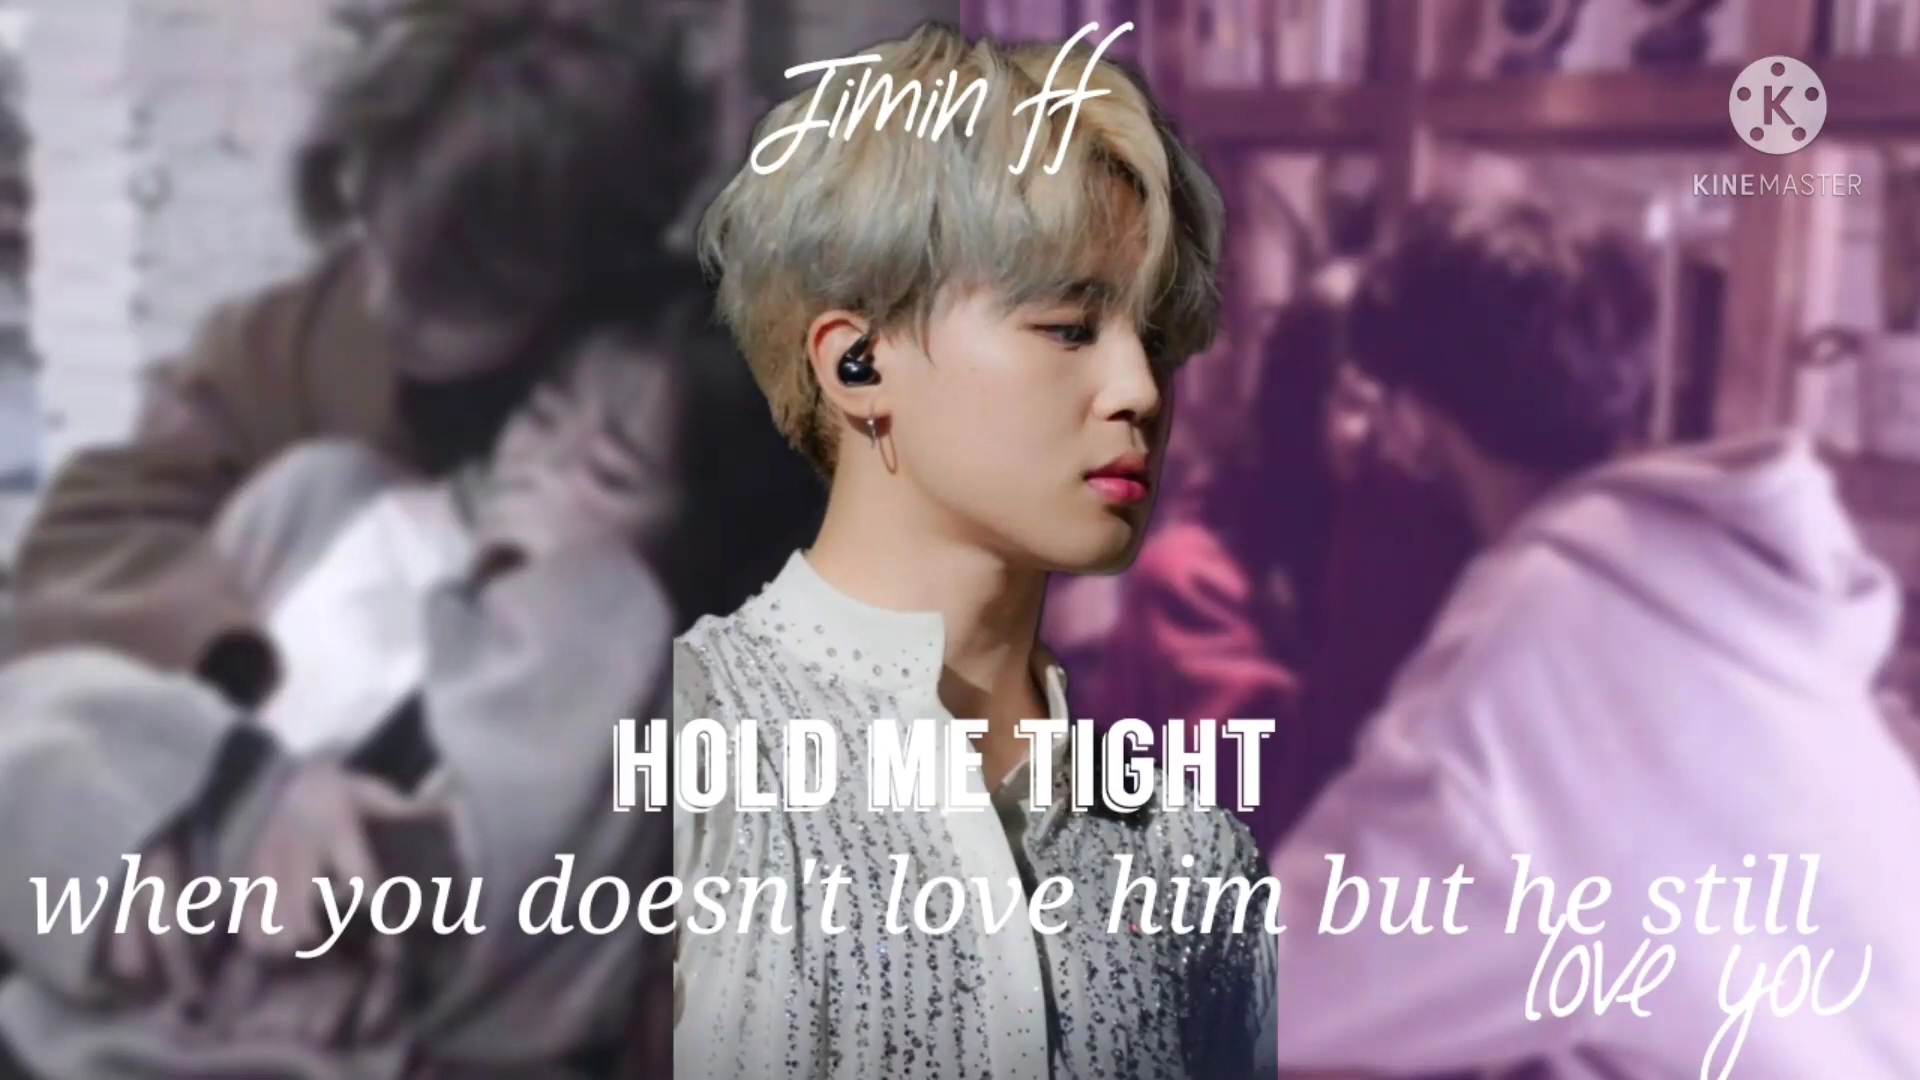 Jimin ff
K
KINEMASTER
HOLD ME TIGHT
when you doesn't love him but he still
love you